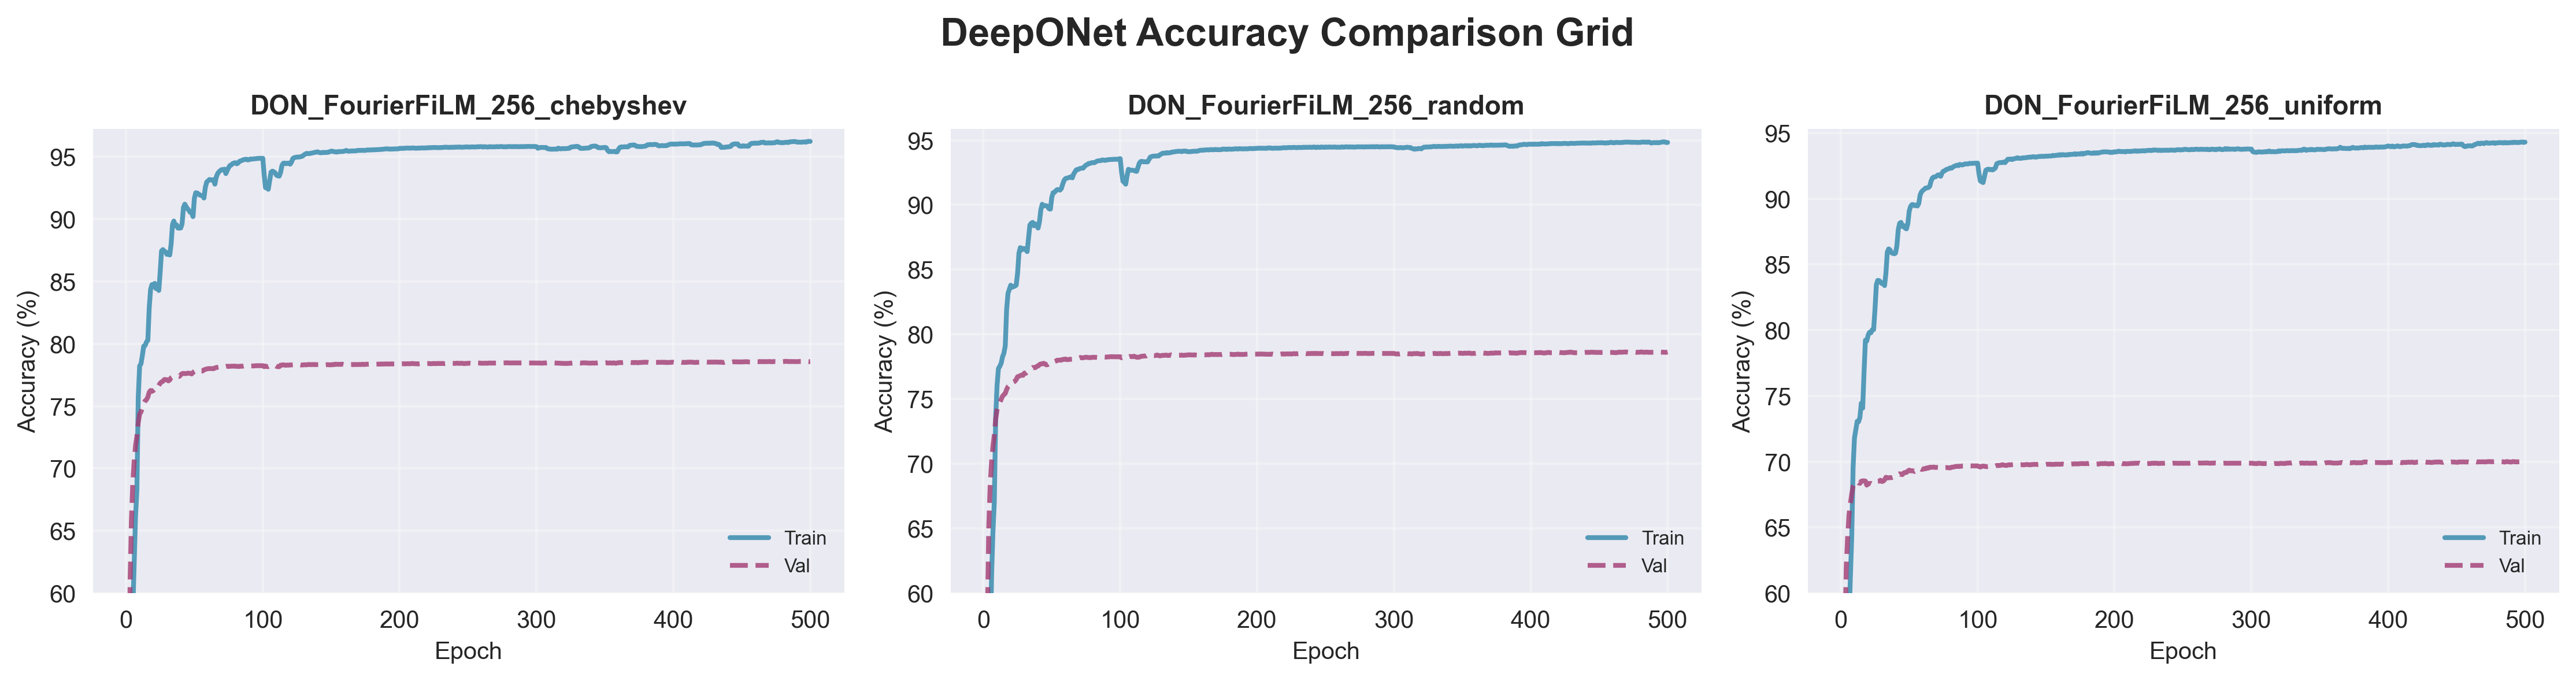 DeepONet Accuracy Comparison Grid
DON_FourierFiLM_256_chebyshev
Accuracy (%)
95
90
85
80
75
70
65
60
0 100 200 300 400 500
Epoch
Train
Val
DON_FourierFiLM_256_random
Accuracy (%)
95
90
85
80
75
70
65
60
0 100 200 300 400 500
Epoch
Train
Val
DON_FourierFiLM_256_uniform
Accuracy (%)
95
90
85
80
75
70
65
60
0 100 200 300 400 500
Epoch
Train
Val